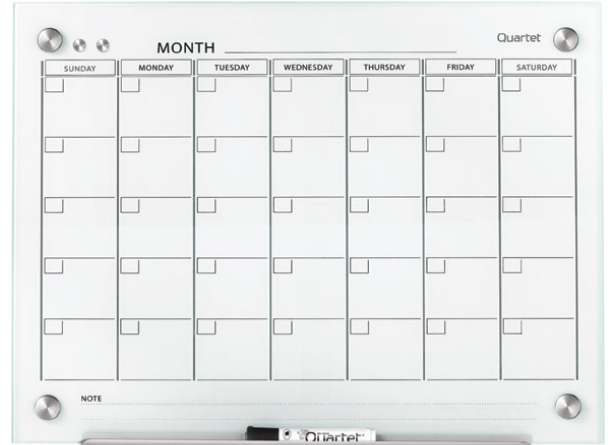 Quartet
MONTH
SUNDAY MONDAY TUESDAY WEDNESDAY THURSDAY FRIDAY SATURDAY
NOTE
Quartet